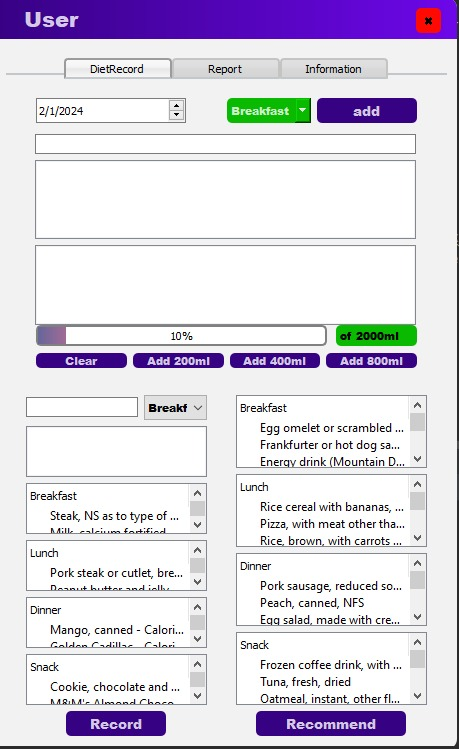 User
DietRecord Report Information
2/1/2024 Breakfast add
10% of 2000ml
Clear Add 200ml Add 400ml Add 800ml
Breakf
Breakfast
Steak, NS as to type of ...
Lunch
Pork steak or cutlet, bre...
Peanut butter and jelly
Dinner
Mango, canned - Calori...
Golden Cadillac - Calori
Snack
Cookie, chocolate and ...
M&M's Almond Choco
Record
Breakfast
Egg omelet or scrambled ...
Frankfurter or hot dog sa...
Energy drink (Mountain D...
Lunch
Rice cereal with bananas, ...
Pizza, with meat other tha...
Rice, brown, with carrots ...
Dinner
Pork sausage, reduced so...
Peach, canned, NFS
Egg salad, made with cre...
Snack
Frozen coffee drink, with ...
Tuna, fresh, dried
Oatmeal, instant, other fl...
Recommend